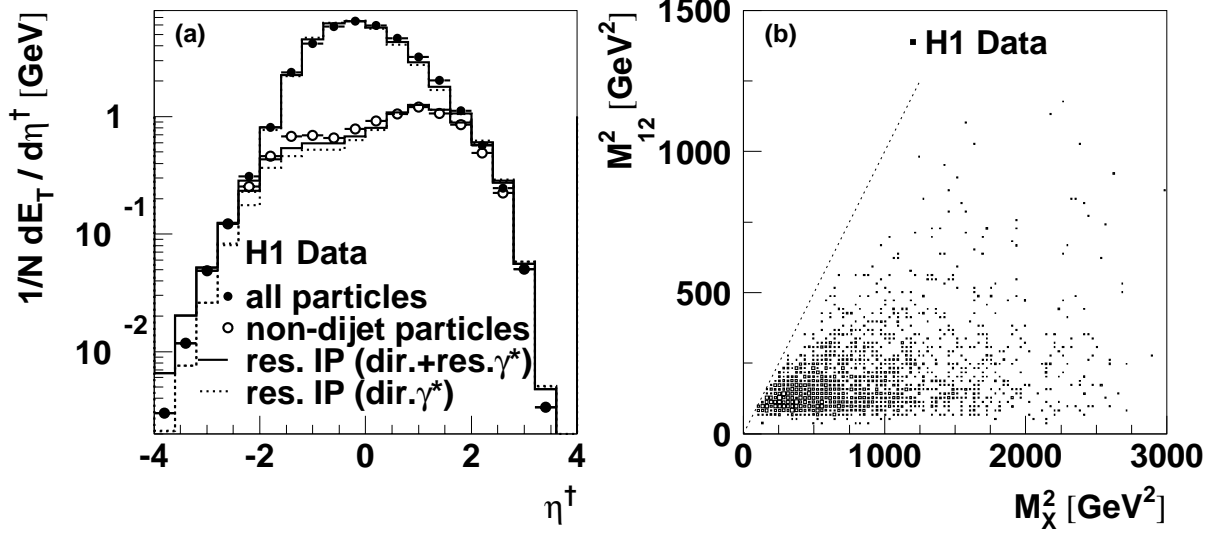 (a)
1/N dE_T / dη† [GeV]
1
10^-1
10^-2
H1 Data
all particles
non-dijet particles
res. IP (dir.+res.γ*)
res. IP (dir.γ*)
-4 -2 0 2 4
η†
(b)
H1 Data
M²_12 [GeV²]
1500
1000
500
0
0 1000 2000 3000
M_X² [GeV²]